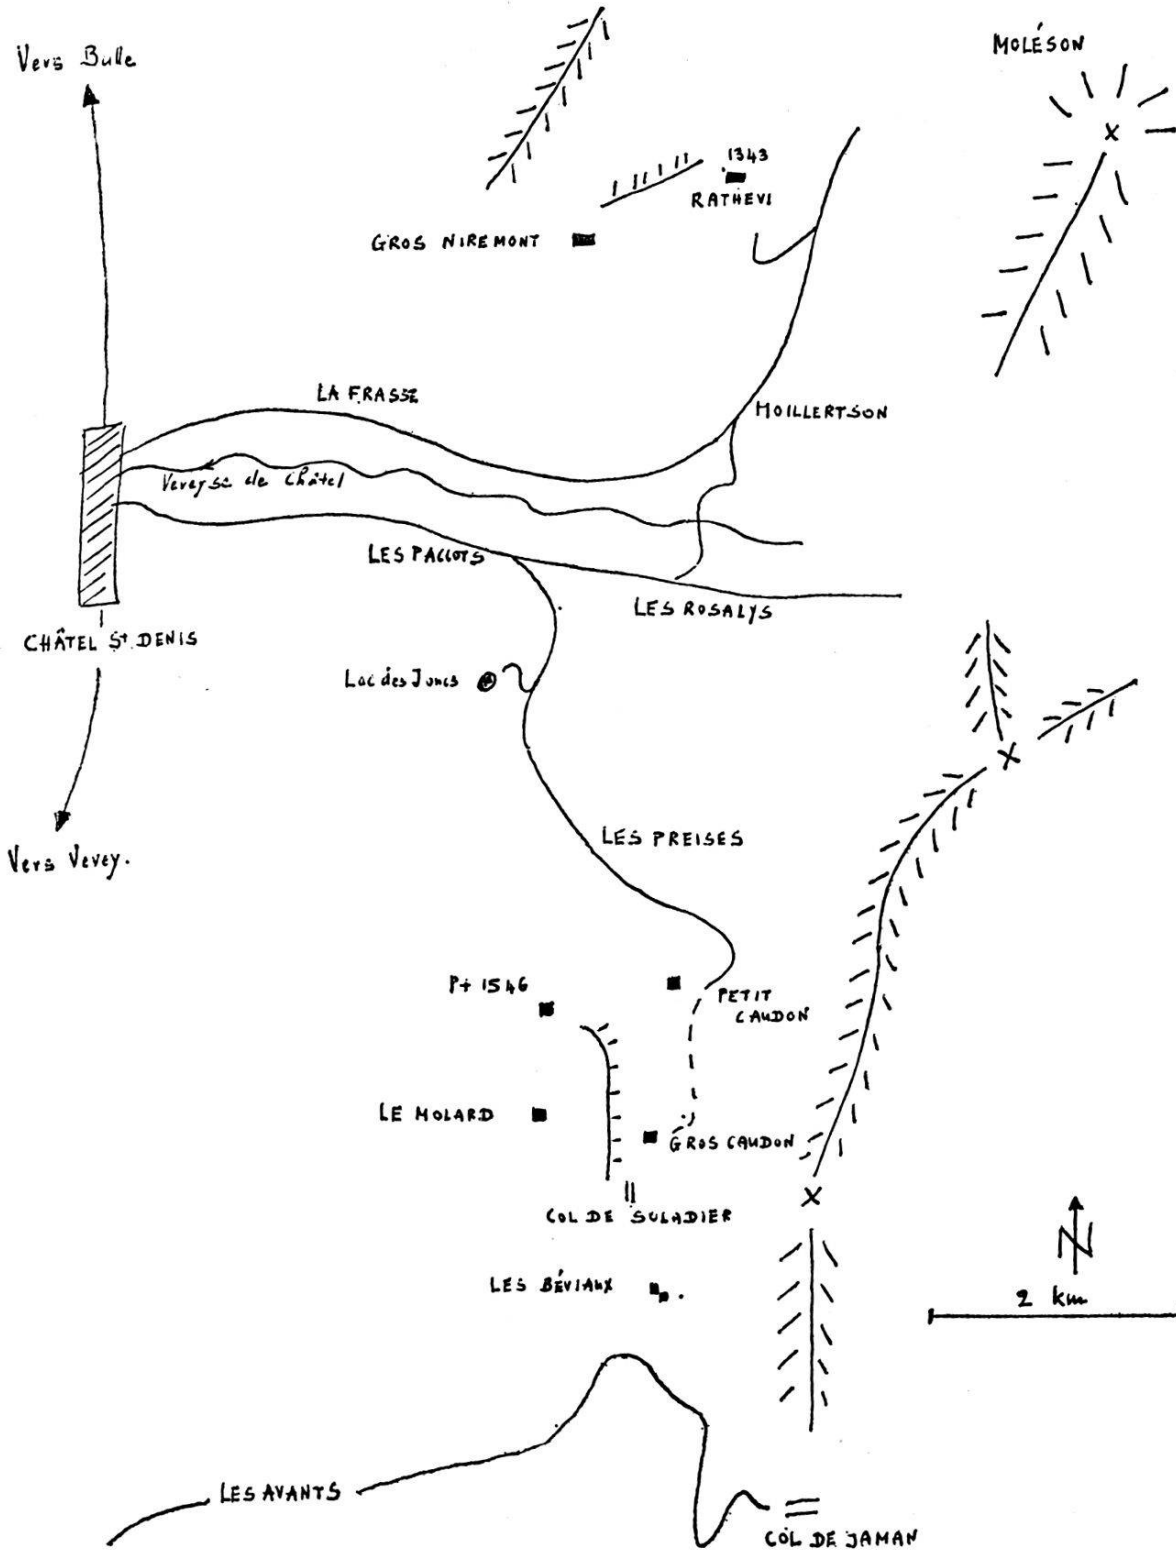 MOLÉSON
Vers Bulle
1343
RATHEVI
GROS NIREMONT
LA FRASSE
MOILLERTSON
Veveyse de Châtel
LES PACCOTS
LES ROSALYS
CHÂTEL St DENIS
Lac des Joncs
LES PREISES
Vers Vevey.
Pt 1546
PETIT
CAUDON
LE MOLARD
GROS CAUDON
COL DE SOLADIER
N
LES BÉVIAUX
2 km
LES AVANTS
COL DE JAMAN